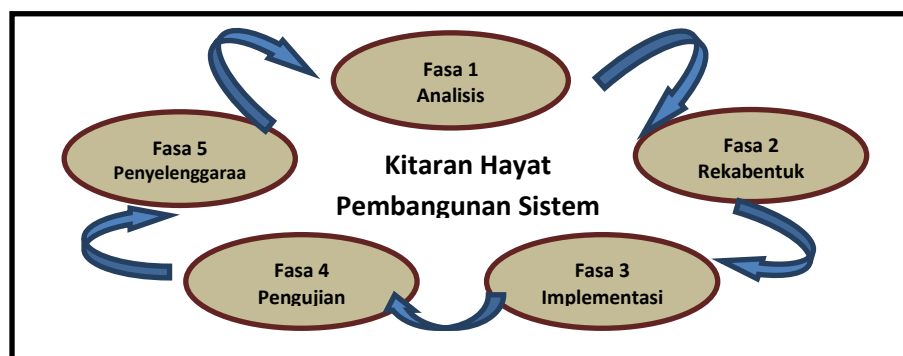 Fasa 1
Analisis
Fasa 2
Rekabentuk
Fasa 3
Implementasi
Fasa 4
Pengujian
Fasa 5
Penyelenggaraa
Kitaran Hayat
Pembangunan Sistem